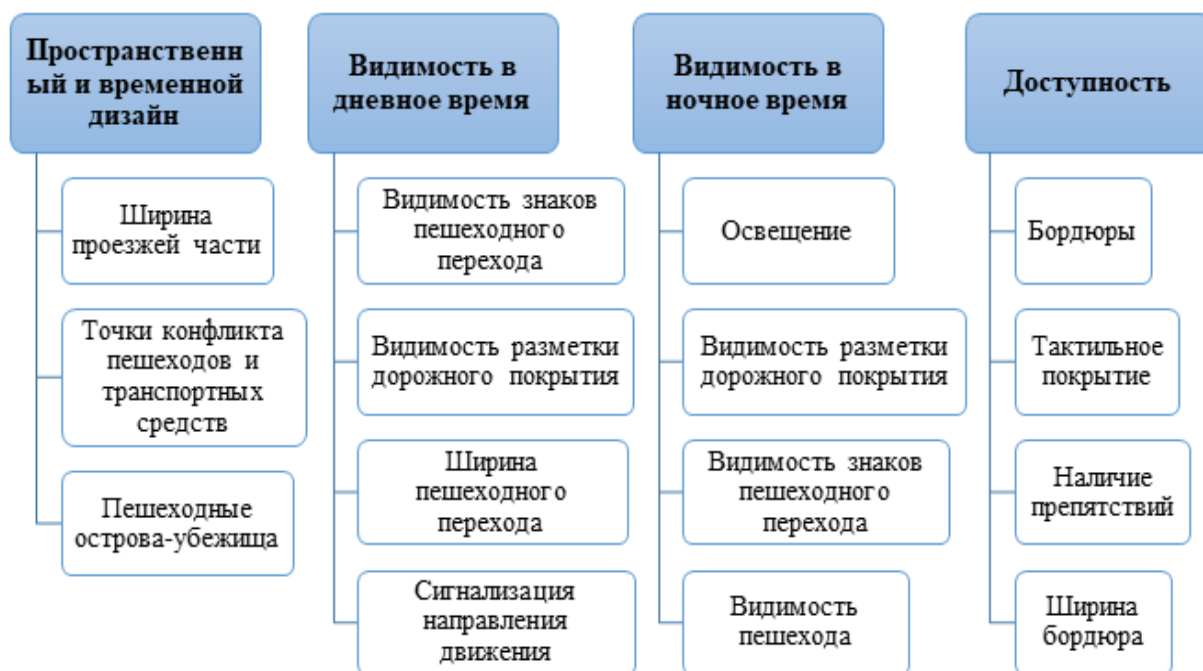 Пространственн
ый и временной
дизайн
Ширина
проезжей части
Точки конфликта
пешеходов и
транспортных
средств
Пешеходные
острова-убежища
Видимость в
дневное время
Видимость знаков
пешеходного
перехода
Видимость разметки
дорожного покрытия
Ширина
пешеходного
перехода
Сигнализация
направления
движения
Видимость в
ночное время
Освещение
Видимость разметки
дорожного покрытия
Видимость знаков
пешеходного
перехода
Видимость
пешехода
Доступность
Бордюры
Тактильное
покрытие
Наличие
препятствий
Ширина
бордюра